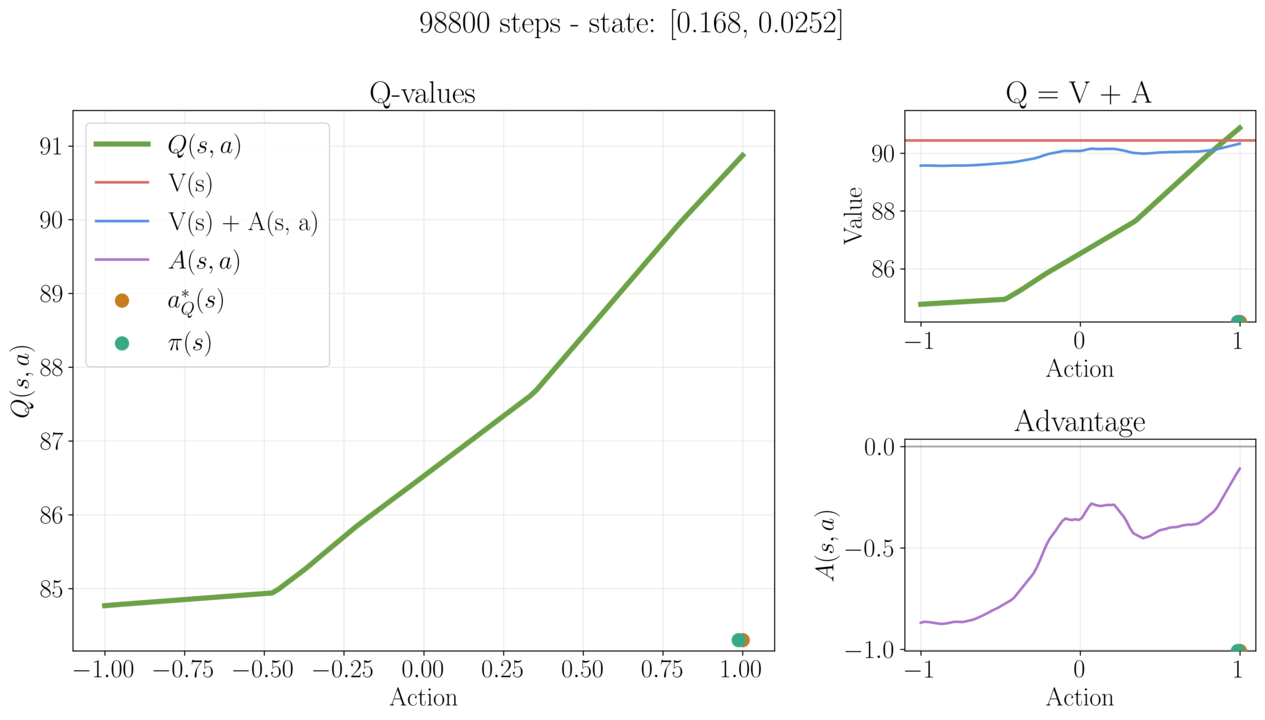 98800 steps - state: [0.168, 0.0252]
Q-values
Q(s, a)
91
90
89
88
87
86
85
Q(s, a)
V(s)
V(s) + A(s, a)
A(s, a)
a*Q(s)
π(s)
−1.00 −0.75 −0.50 −0.25 0.00 0.25 0.50 0.75 1.00
Action
Q = V + A
Value
90
88
86
−1 0 1
Action
Advantage
A(s, a)
0.0
−0.5
−1.0
−1 0 1
Action